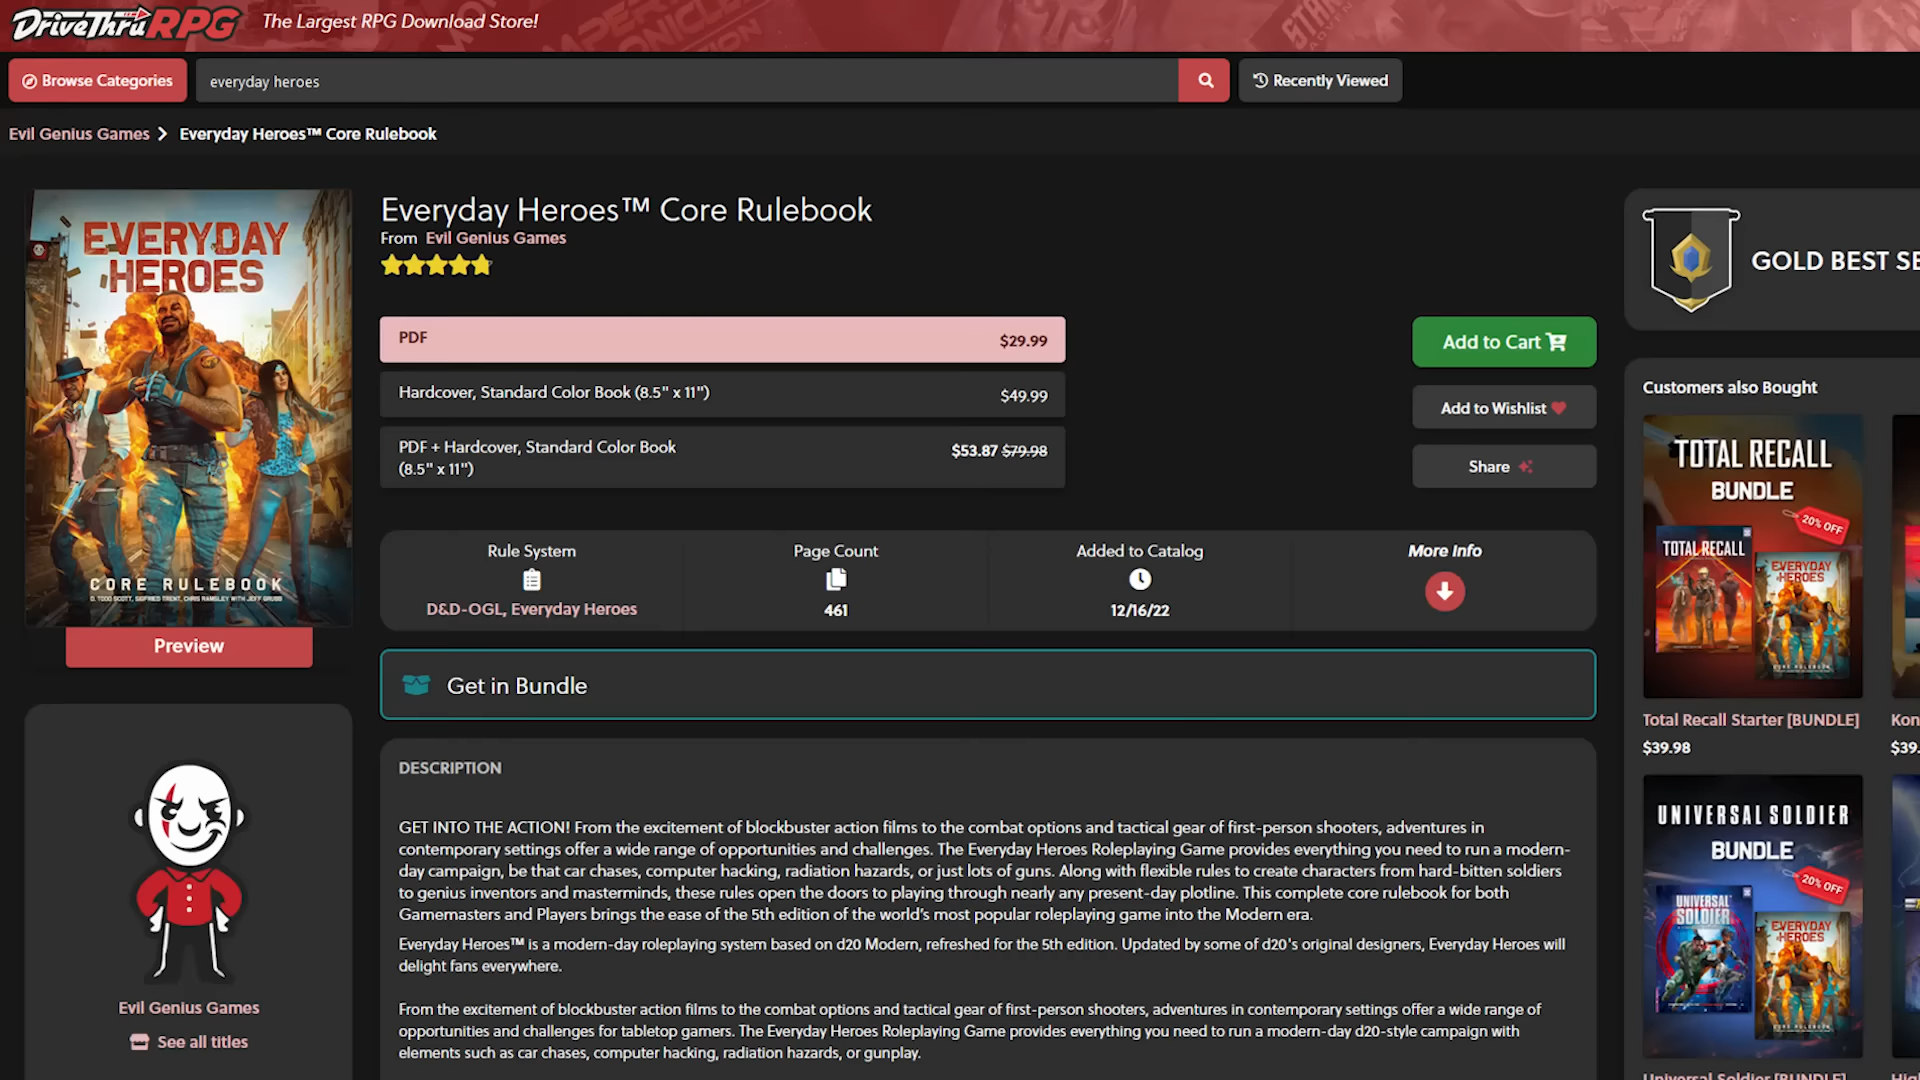 DriveThruRPG
The Largest RPG Download Store!
Browse Categories
everyday heroes
Recently Viewed
Evil Genius Games
Everyday Heroes™ Core Rulebook
EVERYDAY
HEROES
CORE RULEBOOK
Preview
Everyday Heroes™ Core Rulebook
From Evil Genius Games
PDF $29.99
Hardcover, Standard Color Book (8.5" x 11") $49.99
PDF + Hardcover, Standard Color Book
(8.5" x 11")
$53.87 $79.98
Add to Cart
Add to Wishlist
Share
Rule System
D&D-OGL, Everyday Heroes
Page Count
461
Added to Catalog
12/16/22
More Info
Get in Bundle
DESCRIPTION
GET INTO THE ACTION! From the excitement of blockbuster action films to the combat options and tactical gear of first-person shooters, adventures in
contemporary settings offer a wide range of opportunities and challenges. The Everyday Heroes Roleplaying Game provides everything you need to run a modern-
day campaign, be that car chases, computer hacking, radiation hazards, or just lots of guns. Along with flexible rules to create characters from hard-bitten soldiers
to genius inventors and masterminds, these rules open the doors to playing through nearly any present-day plotline. This complete core rulebook for both
Gamemasters and Players brings the ease of the 5th edition of the world's most popular roleplaying game into the Modern era.
Everyday Heroes™ is a modern-day roleplaying system based on d20 Modern, refreshed for the 5th edition. Updated by some of d20's original designers, Everyday Heroes will
delight fans everywhere.
From the excitement of blockbuster action films to the combat options and tactical gear of first-person shooters, adventures in contemporary settings offer a wide range of
opportunities and challenges for tabletop gamers. The Everyday Heroes Roleplaying Game provides everything you need to run a modern-day d20-style campaign with
elements such as car chases, computer hacking, radiation hazards, or gunplay.
Evil Genius Games
See all titles
GOLD BEST SE
Customers also Bought
TOTAL RECALL
BUNDLE
20% OFF
TOTAL RECALL
EVERYDAY
HEROES
CORE RULEBOOK
Total Recall Starter [BUNDLE]
$39.98
Kon
$39.
UNIVERSAL SOLDIER
BUNDLE
20% OFF
UNIVERSAL
SOLDIER
EVERYDAY
HEROES
CORE RULEBOOK
Universal Soldier [BUNDLE]